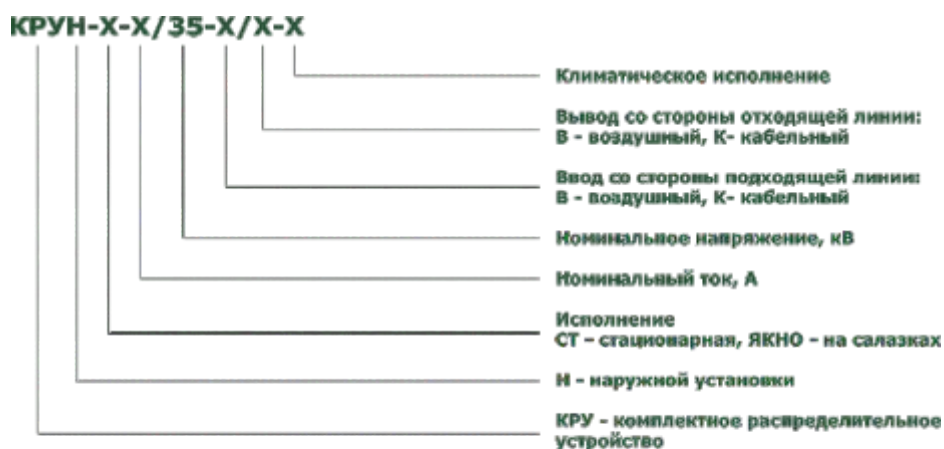 КРУН-Х-Х/35-Х/Х-Х
Климатическое исполнение
Вывод со стороны отходящей линии:
В - воздушный, К- кабельный
Ввод со стороны подходящей линии:
В - воздушный, К- кабельный
Номинальное напряжение, кВ
Номинальный ток, А
Исполнение
СТ - стационарная, ЯКНО - на салазках
Н - наружной установки
КРУ - комплектное распределительное
устройство